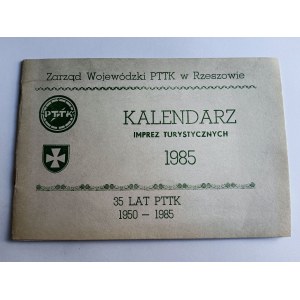 Zarząd Wojewódzki PTTK w Rzeszowie
PTTK
KALENDARZ
IMPREZ TURYSTYCZNYCH
1985
35 LAT PTTK
1950 — 1985